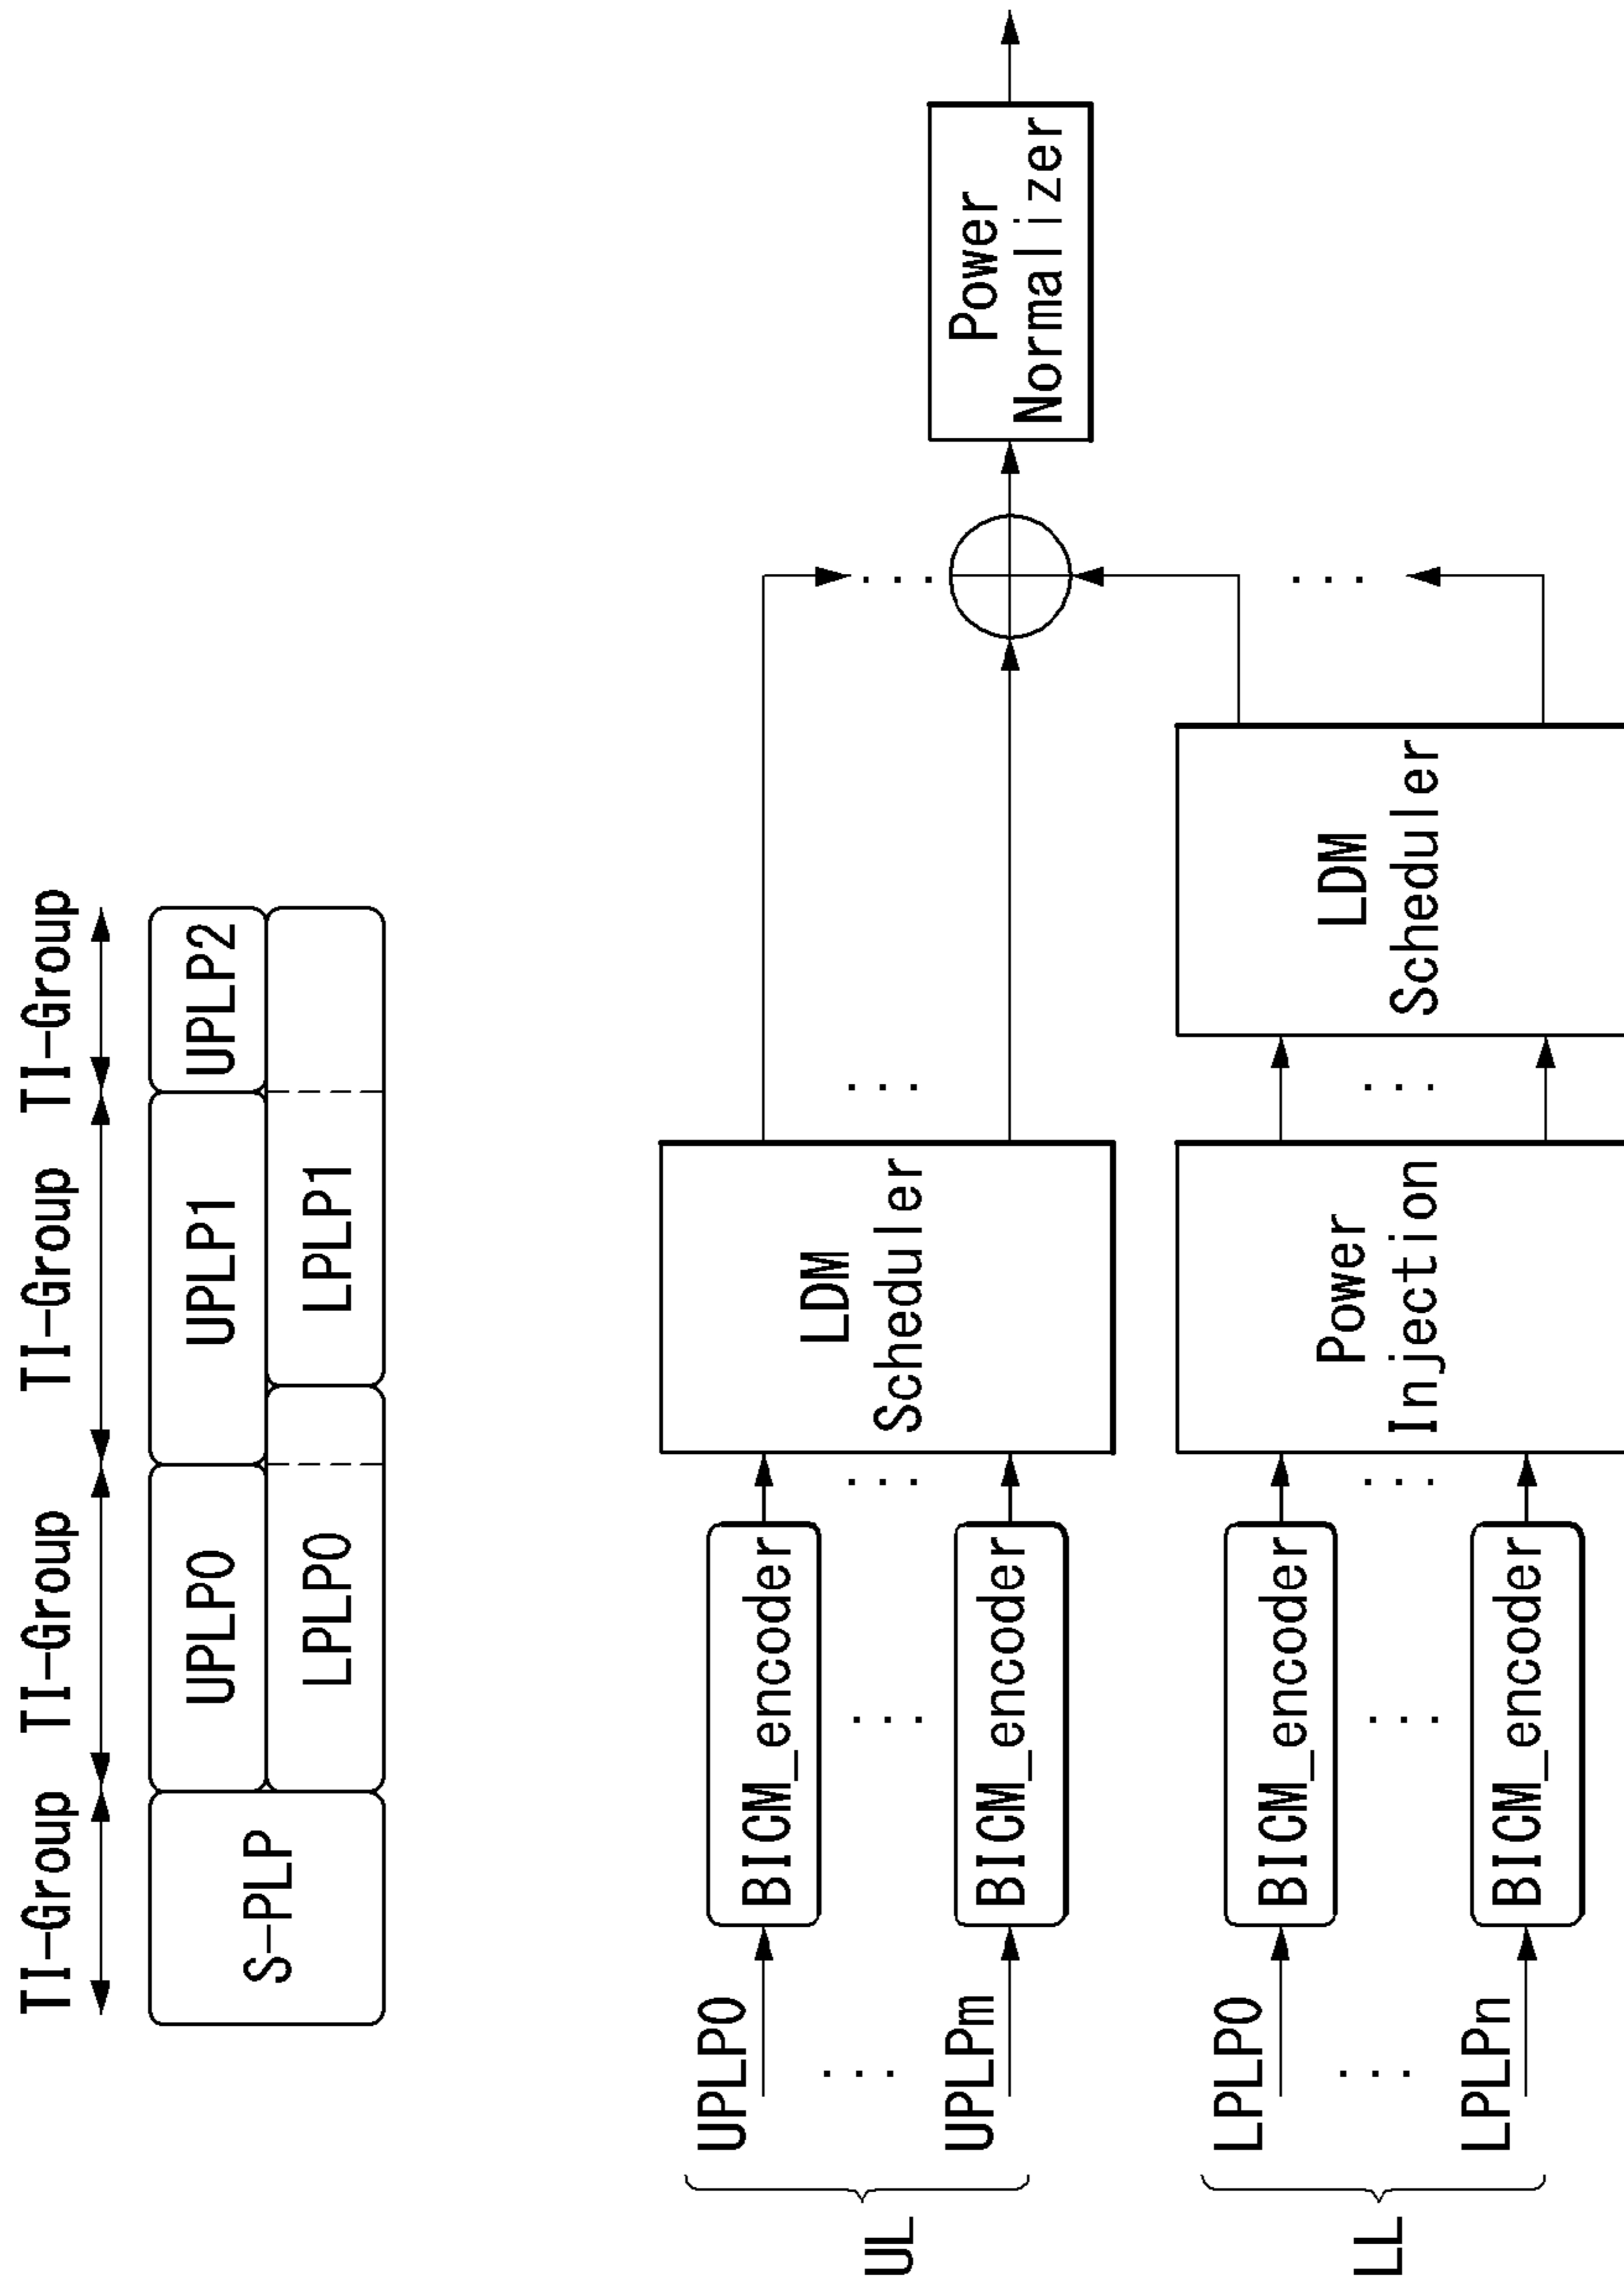 TI-Group TI-Group TI-Group TI-Group
S-PLP
UPLP0 UPLP1 UPLP2
LPLP0 LPLP1
UL
UPLP0 BICM_encoder
...
UPLPm BICM_encoder
LDM
Scheduler
LL
LPLP0 BICM_encoder
...
LPLPn BICM_encoder
Power
Injection
LDM
Scheduler
Power
Normalizer